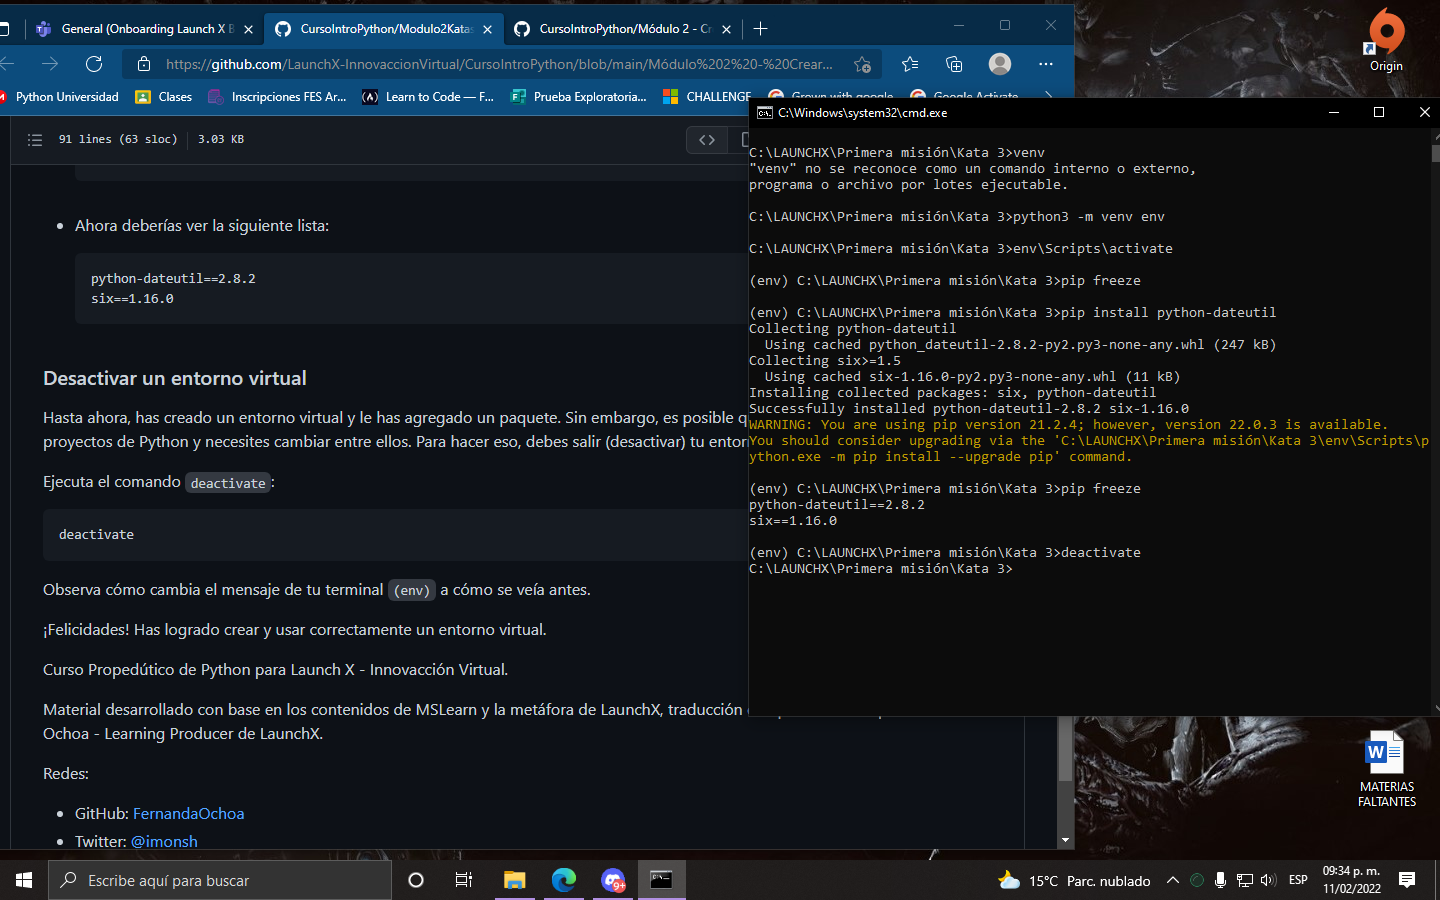 General (Onboarding Launch X B
CursoIntroPython/Modulo2Katas
CursoIntroPython/Módulo 2 - Cr
https://github.com/LaunchX-InnovaccionVirtual/CursoIntroPython/blob/main/Módulo%202%20-%20Crear...
Python Universidad
Clases
Inscripciones FES Ar...
Learn to Code — F...
Prueba Exploratoria...
CHALLENGE
Grown with google
Google Activate
91 lines (63 sloc)
3.03 KB
Ahora deberías ver la siguiente lista:
python-dateutil==2.8.2
six==1.16.0
Desactivar un entorno virtual
Hasta ahora, has creado un entorno virtual y le has agregado un paquete. Sin embargo, es posible q
proyectos de Python y necesites cambiar entre ellos. Para hacer eso, debes salir (desactivar) tu entor
Ejecuta el comando deactivate:
deactivate
Observa cómo cambia el mensaje de tu terminal (env) a cómo se veía antes.
¡Felicidades! Has logrado crear y usar correctamente un entorno virtual.
Curso Propedútico de Python para Launch X - Innovacción Virtual.
Material desarrollado con base en los contenidos de MSLearn y la metáfora de LaunchX, traducción
Ochoa - Learning Producer de LaunchX.
Redes:
GitHub: FernandaOchoa
Twitter: @imonsh
C:\Windows\system32\cmd.exe
C:\LAUNCHX\Primera misión\Kata 3>venv
"venv" no se reconoce como un comando interno o externo,
programa o archivo por lotes ejecutable.
C:\LAUNCHX\Primera misión\Kata 3>python3 -m venv env
C:\LAUNCHX\Primera misión\Kata 3>env\Scripts\activate
(env) C:\LAUNCHX\Primera misión\Kata 3>pip freeze
(env) C:\LAUNCHX\Primera misión\Kata 3>pip install python-dateutil
Collecting python-dateutil
Using cached python_dateutil-2.8.2-py2.py3-none-any.whl (247 kB)
Collecting six>=1.5
Using cached six-1.16.0-py2.py3-none-any.whl (11 kB)
Installing collected packages: six, python-dateutil
Successfully installed python-dateutil-2.8.2 six-1.16.0
WARNING: You are using pip version 21.2.4; however, version 22.0.3 is available.
You should consider upgrading via the 'C:\LAUNCHX\Primera misión\Kata 3\env\Scripts\p
ython.exe -m pip install --upgrade pip' command.
(env) C:\LAUNCHX\Primera misión\Kata 3>pip freeze
python-dateutil==2.8.2
six==1.16.0
(env) C:\LAUNCHX\Primera misión\Kata 3>deactivate
C:\LAUNCHX\Primera misión\Kata 3>
Origin
MATERIAS
FALTANTES
Escribe aquí para buscar
9+
15°C Parc. nublado
ESP
09:34 p. m.
11/02/2022